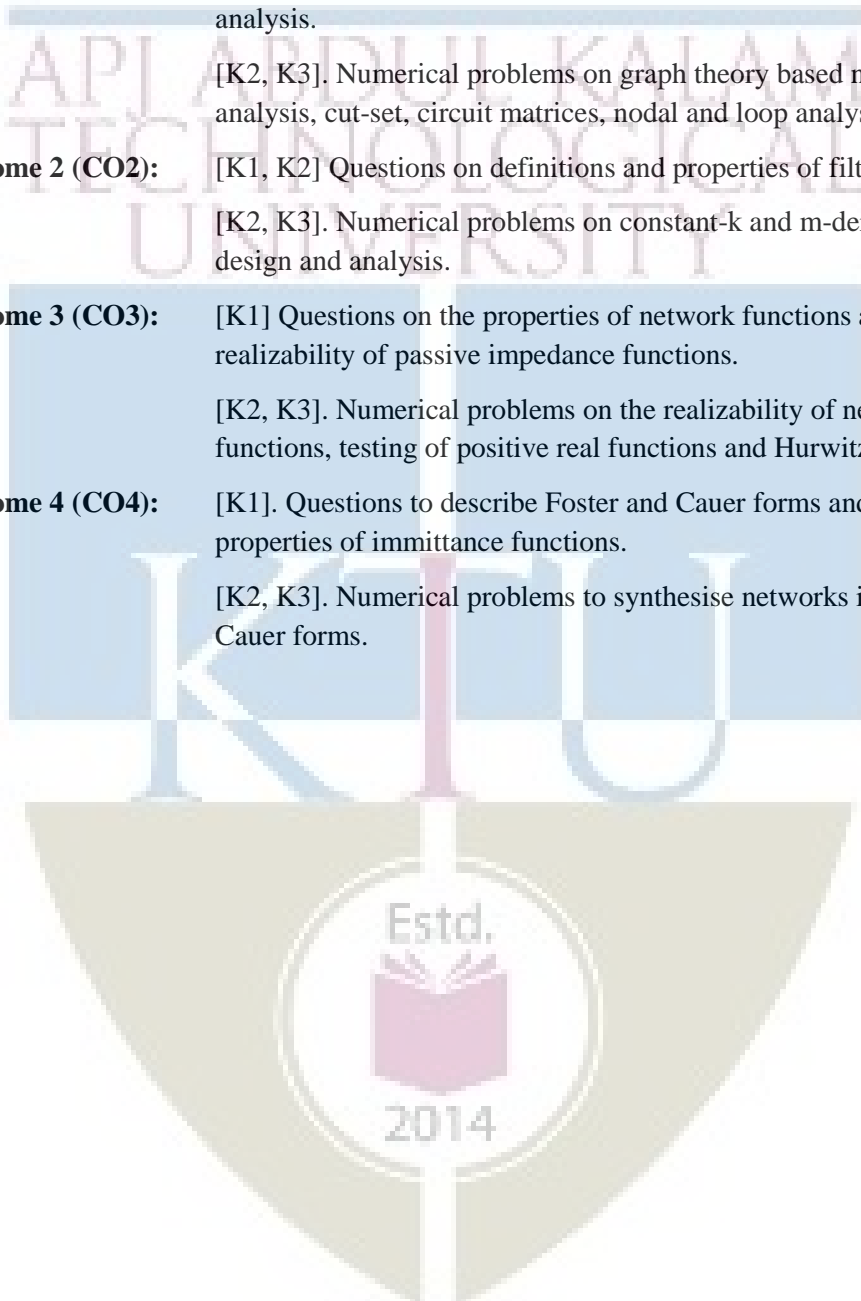 analysis.
[K2, K3]. Numerical problems on graph theory based
analysis, cut-set, circuit matrices, nodal and loop
2 (CO2): [K1, K2] Questions on definitions and properties of
[K2, K3]. Numerical problems on constant-k and
design and analysis.
3 (CO3): [K1] Questions on the properties of network functions
realizability of passive impedance functions.
[K2, K3]. Numerical problems on the realizability of
functions, testing of positive real functions and
4 (CO4): [K1]. Questions to describe Foster and Cauer forms and
properties of immittance functions.
[K2, K3]. Numerical problems to synthesise networks
Cauer forms.
API ABDUL KALAM
TECHNOLOGICAL
UNIVERSITY
KTU
Estd.
2014